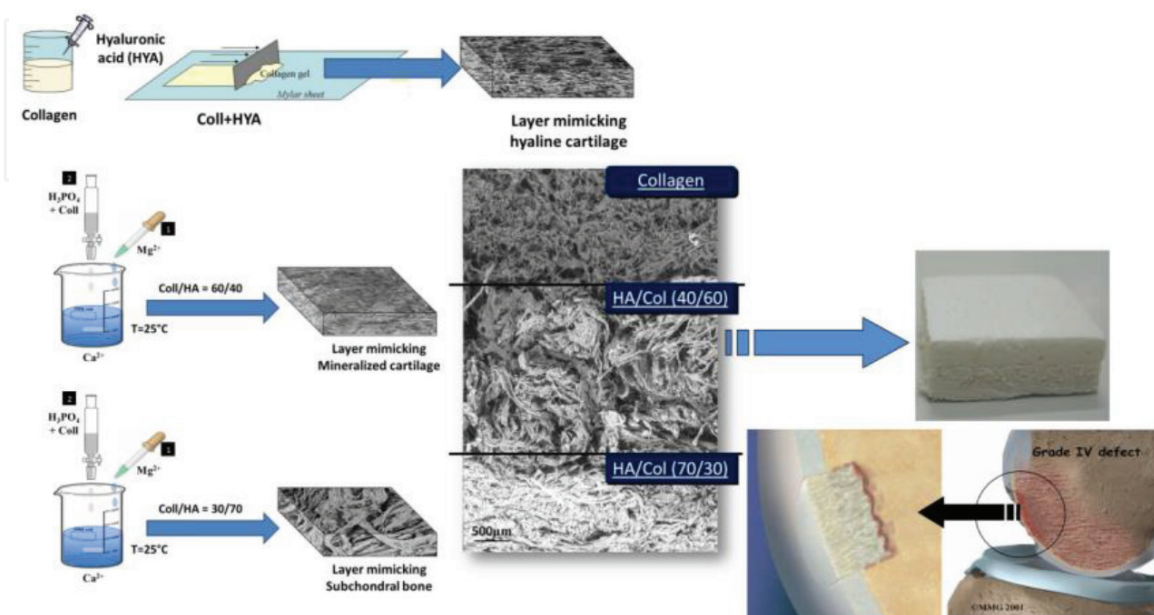 Hyaluronic
acid (HYA)
Collagen gel
Mylar sheet
Collagen
Coll+HYA
Layer mimicking
hyaline cartilage
2
H₃PO₄
+ Coll
1
Mg²⁺
Coll/HA = 60/40
T=25°C
Ca²⁺
Layer mimicking
Mineralized cartilage
2
H₃PO₄
+ Coll
1
Mg²⁺
Coll/HA = 30/70
T=25°C
Ca²⁺
Layer mimicking
Subchondral bone
Collagen
HA/Col (40/60)
HA/Col (70/30)
500µm
Grade IV defect
©MMG 2001